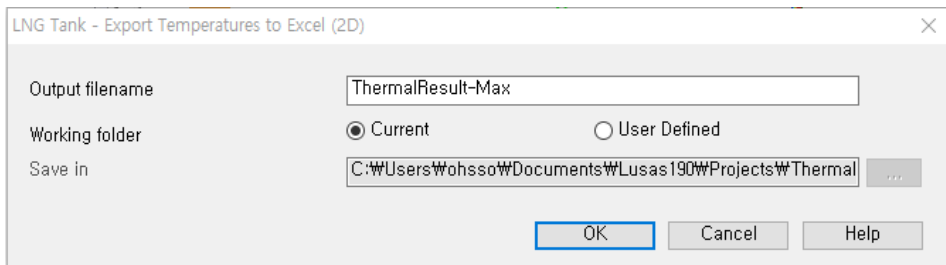 LNG Tank - Export Temperatures to Excel (2D)
Output filename ThermalResult-Max
Working folder Current User Defined
Save in C:₩Users₩ohsso₩Documents₩Lusas190₩Projects₩Thermal ...
OK Cancel Help